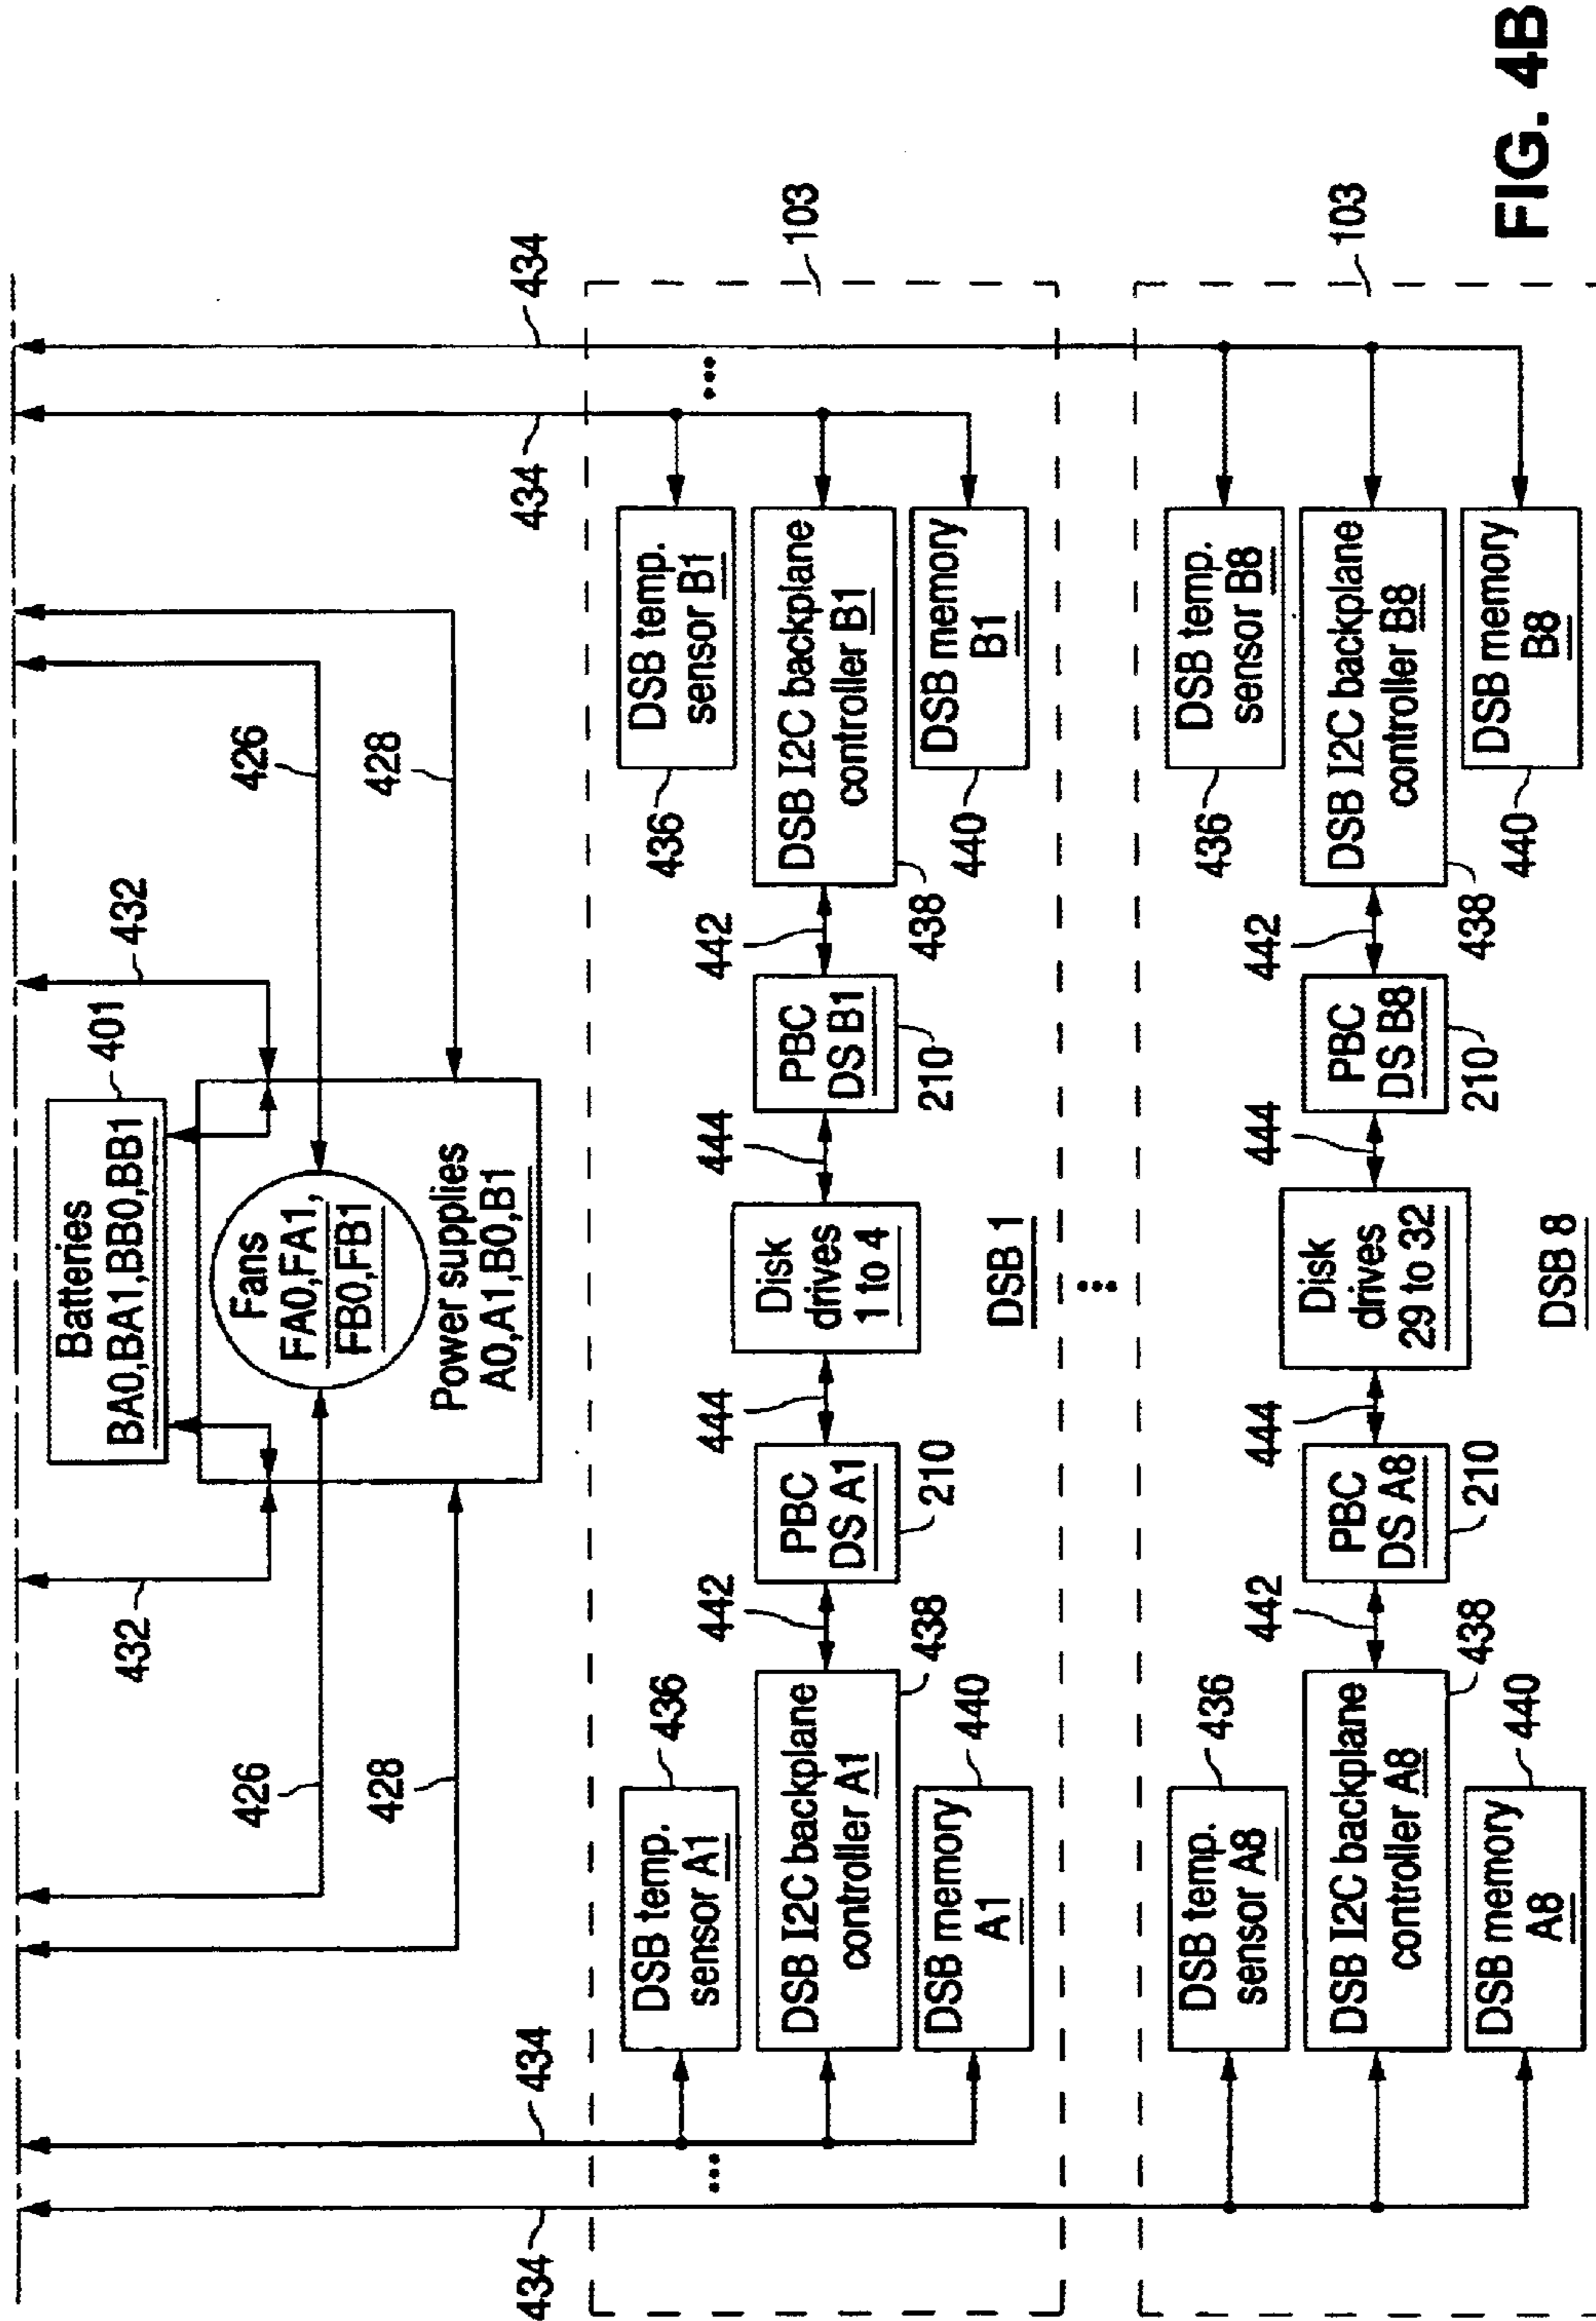 Batteries
BA0,BA1,BB0,BB1
401
432
432
Fans
FA0,FA1,
FB0,FB1
Power supplies
A0,A1,B0,B1
426
426
428
428
434
434
434
434
103
DSB temp.
sensor A1
436
DSB I2C backplane
controller A1
438
DSB memory
A1
440
442
PBC
DS A1
210
444
Disk
drives
1 to 4
444
PBC
DS B1
210
442
DSB temp.
sensor B1
436
DSB I2C backplane
controller B1
438
DSB memory
B1
440
...
...
DSB 1
...
103
DSB temp.
sensor A8
436
DSB I2C backplane
controller A8
438
DSB memory
A8
440
442
PBC
DS A8
210
444
Disk
drives
29 to 32
444
PBC
DS B8
210
442
DSB temp.
sensor B8
436
DSB I2C backplane
controller B8
438
DSB memory
B8
440
DSB 8
FIG. 4B